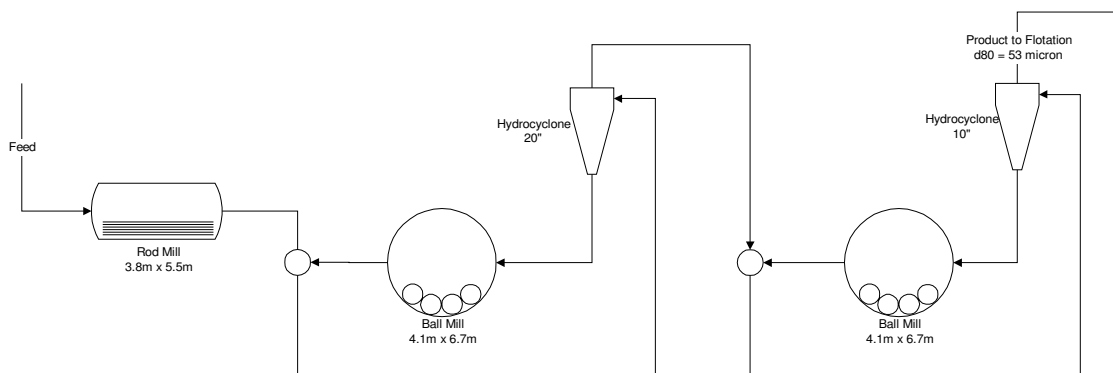 Feed
Rod Mill
3.8m x 5.5m
Hydrocyclone
20"
Ball Mill
4.1m x 6.7m
Product to Flotation
d80 = 53 micron
Hydrocyclone
10"
Ball Mill
4.1m x 6.7m